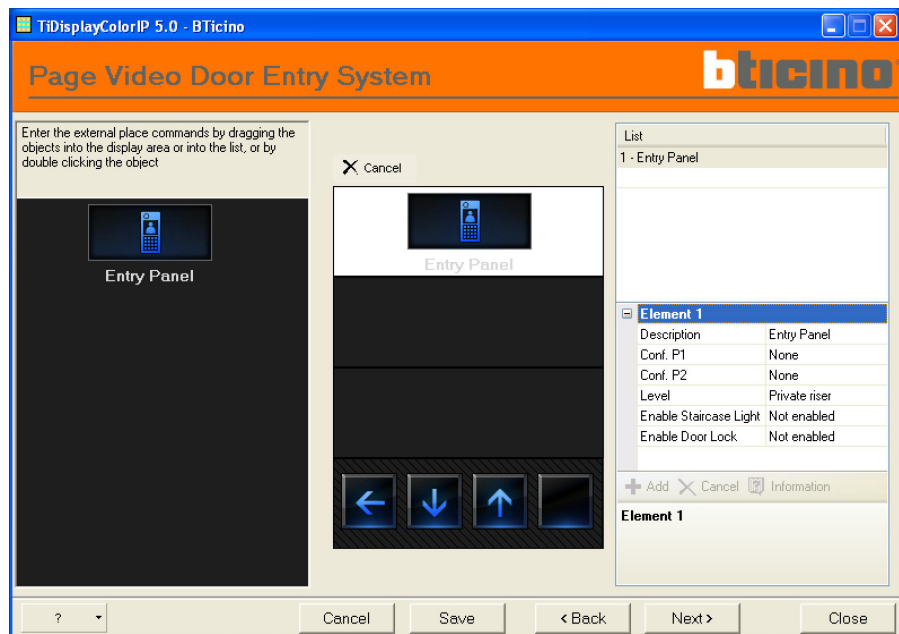 TiDisplayColorIP 5.0 - BTicino
Page Video Door Entry System
bticino
Enter the external place commands by dragging the
objects into the display area or into the list, or by
double clicking the object
Entry Panel
Cancel
Entry Panel
List
1 - Entry Panel
Element 1
Description Entry Panel
Conf. P1 None
Conf. P2 None
Level Private riser
Enable Staircase Light Not enabled
Enable Door Lock Not enabled
Add Cancel Information
Element 1
? Cancel Save < Back Next > Close